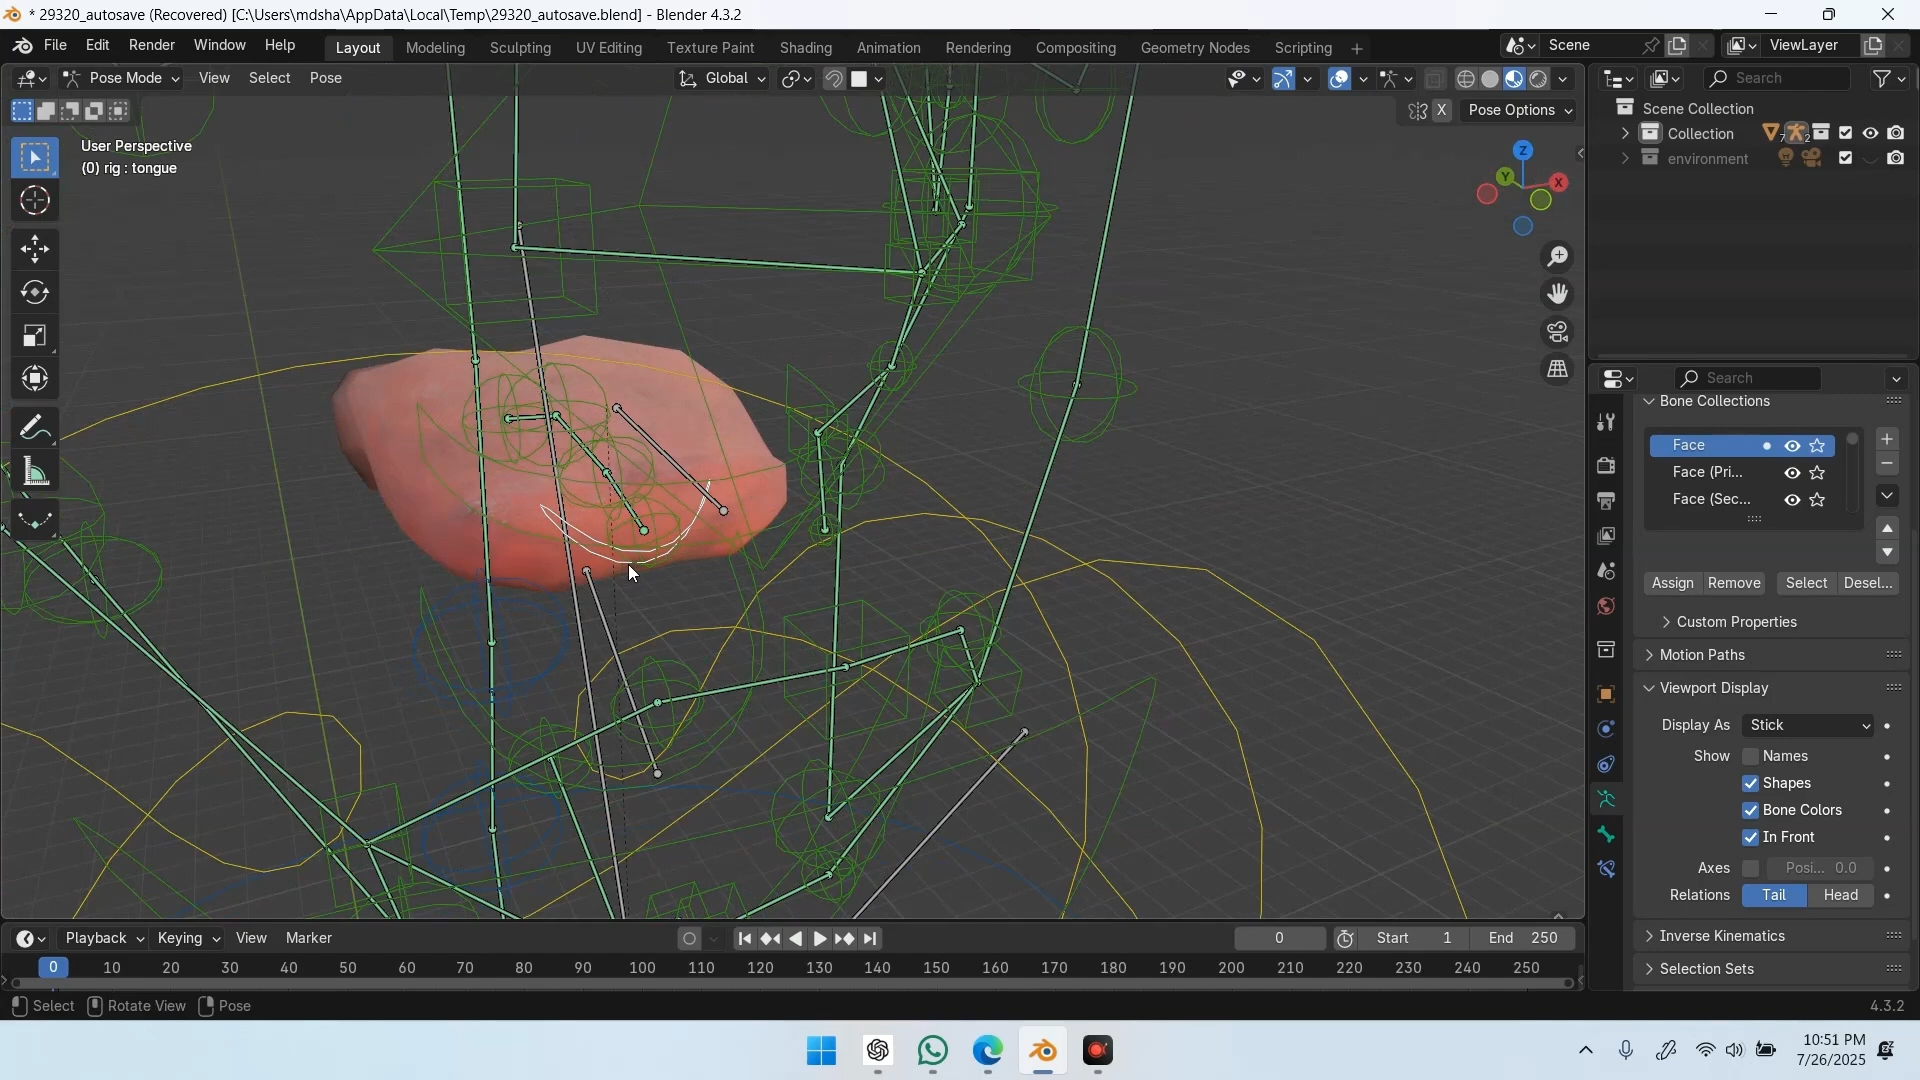 * 29320_autosave (Recovered) [C:\Users\mdsha\AppData\Local\Temp\29320_autosave.blend] - Blender 4.3.2
File Edit Render Window Help Layout Modeling Sculpting UV Editing Texture Paint Shading Animation Rendering Compositing Geometry Nodes Scripting + Scene ViewLayer
Pose Mode View Select Pose Global Search
X Pose Options
User Perspective
(0) rig : tongue
Z
Y X
Scene Collection
Collection 7 2
environment
Search
Bone Collections
Face
Face (Pri...
Face (Sec...
Assign Remove Select Desel...
Custom Properties
Motion Paths
Viewport Display
Display As Stick
Show Names
Shapes
Bone Colors
In Front
Axes Posi... 0.0
Relations Tail Head
Inverse Kinematics
Selection Sets
Playback Keying View Marker 0 Start 1 End 250
0 10 20 30 40 50 60 70 80 90 100 110 120 130 140 150 160 170 180 190 200 210 220 230 240 250
Select Rotate View Pose 4.3.2
10:51 PM
7/26/2025